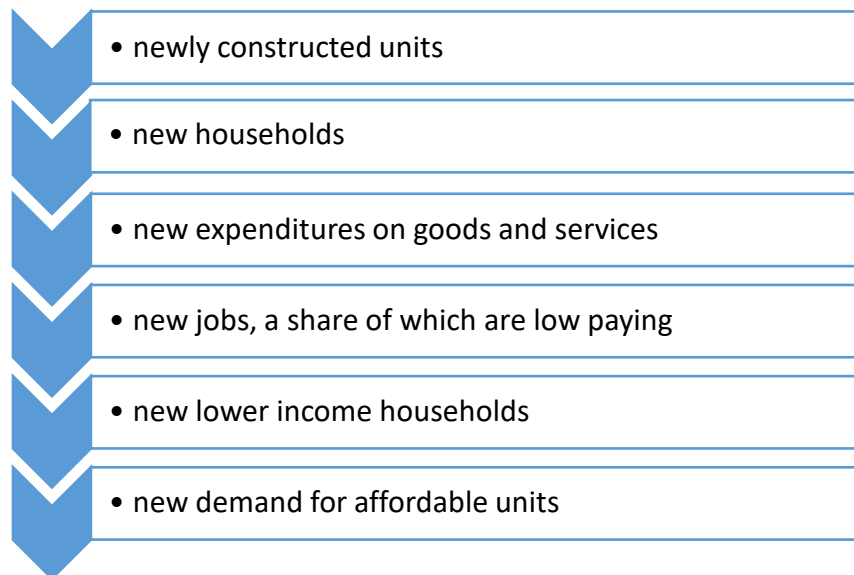 • newly constructed units
• new households
• new expenditures on goods and services
• new jobs, a share of which are low paying
• new lower income households
• new demand for affordable units